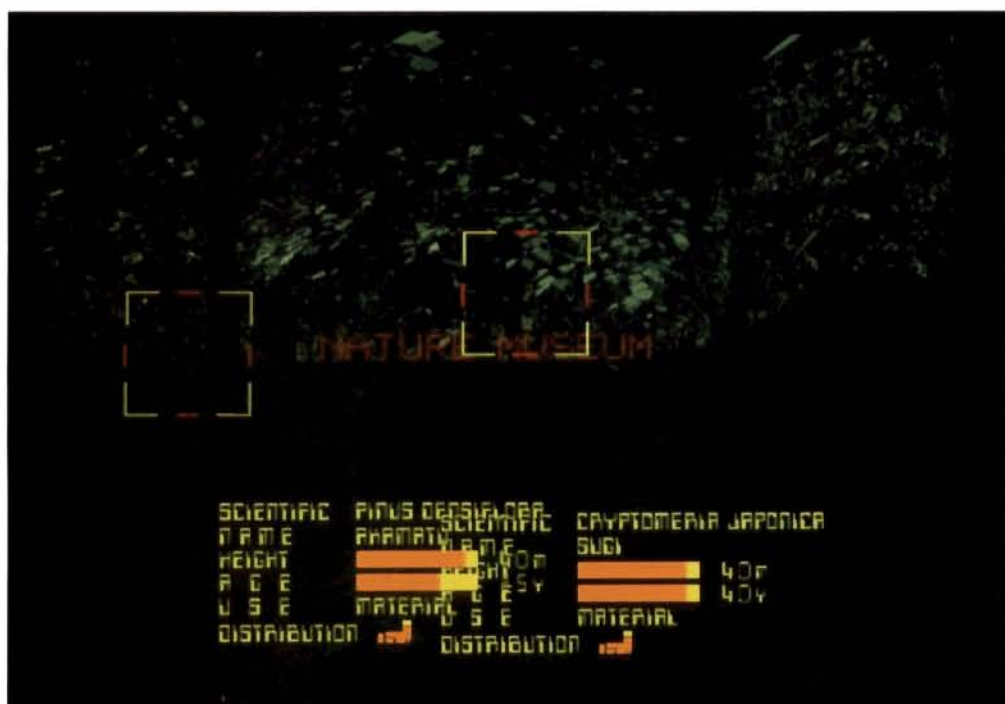 NATURE MUSEUM
SCIENTIFIC PINUS DENSIFLORA
NAME
HEIGHT
AGE
USE MATERIAL
DISTRIBUTION
SCIENTIFIC CRYPTOMERIA JAPONICA
NAME SUGI
HEIGHT 40m
AGE 40y
USE MATERIAL
DISTRIBUTION